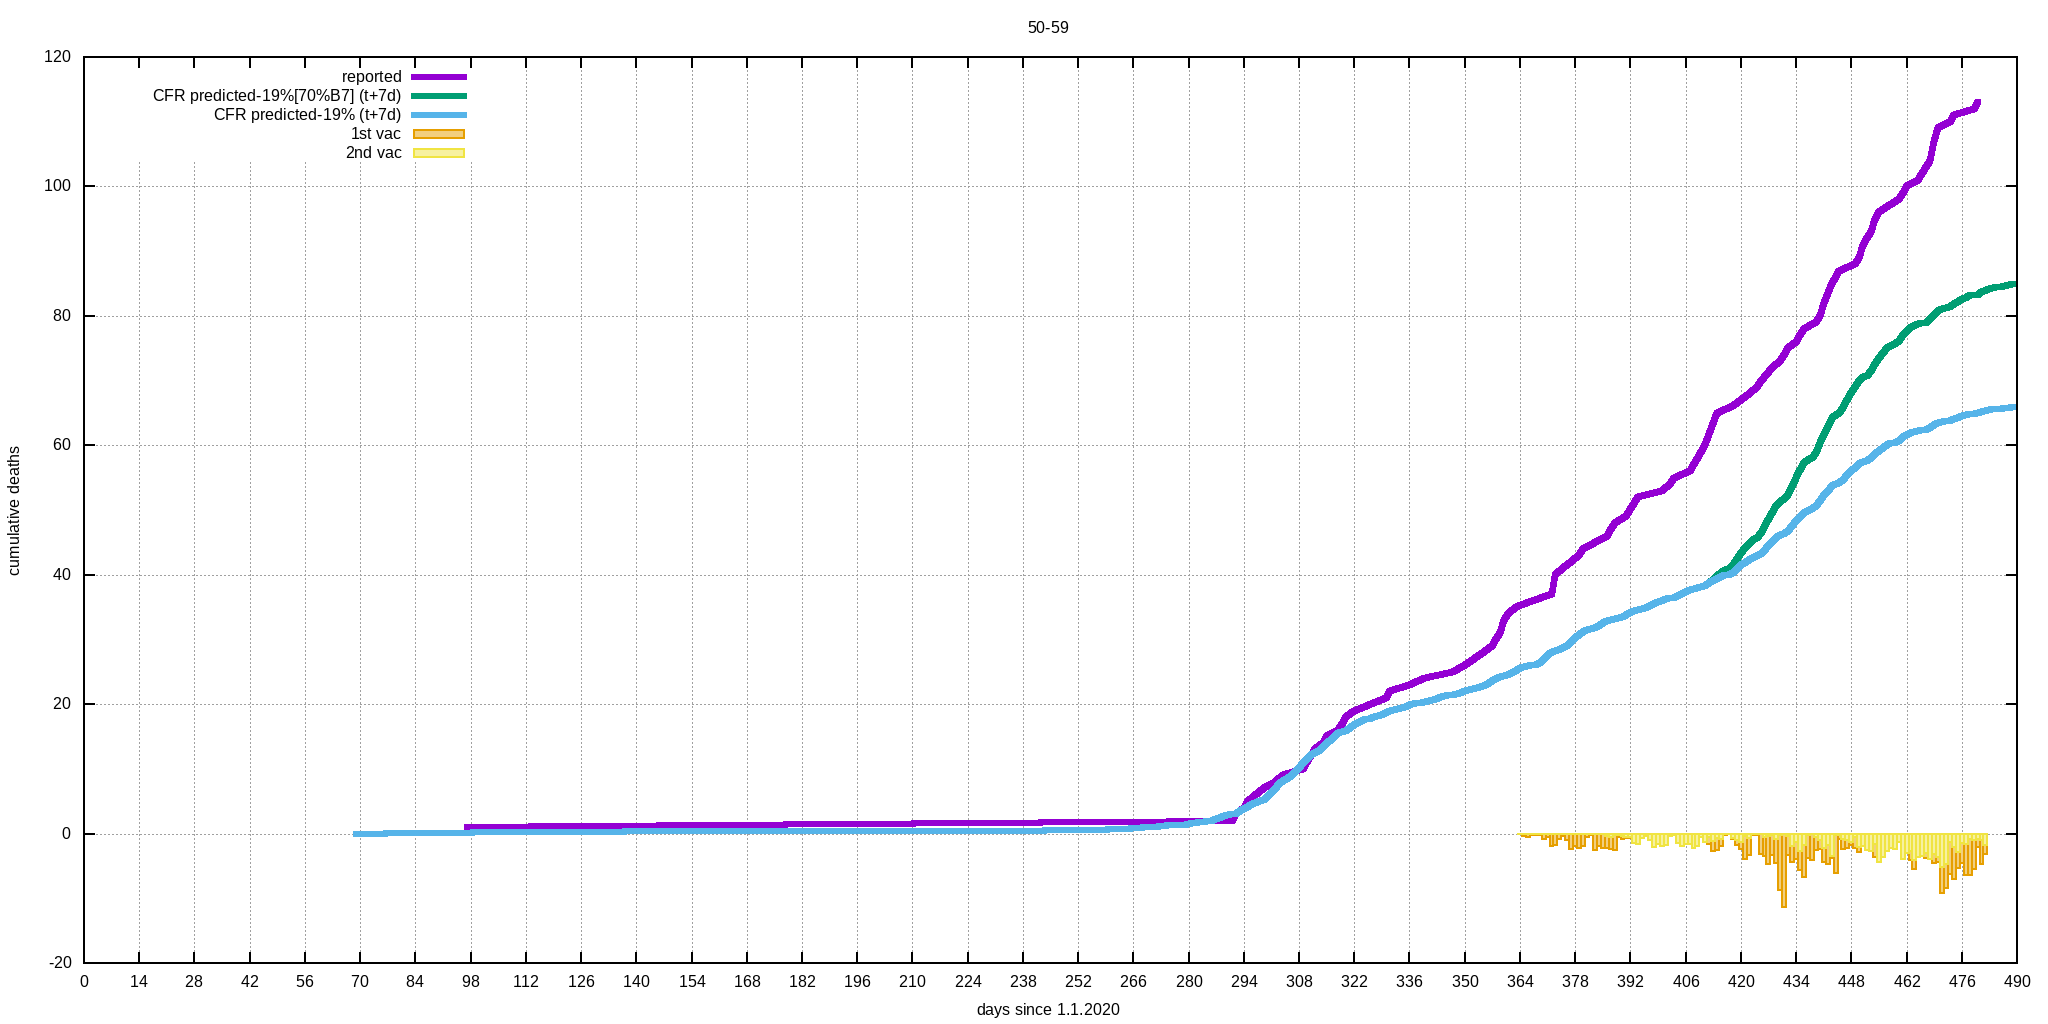 50-59
120
100
80
60
40
20
0
-20
cumulative deaths
reported
CFR predicted-19%[70%B7] (t+7d)
CFR predicted-19% (t+7d)
1st vac
2nd vac
0 14 28 42 56 70 84 98 112 126 140 154 168 182 196 210 224 238 252 266 280 294 308 322 336 350 364 378 392 406 420 434 448 462 476 490
days since 1.1.2020